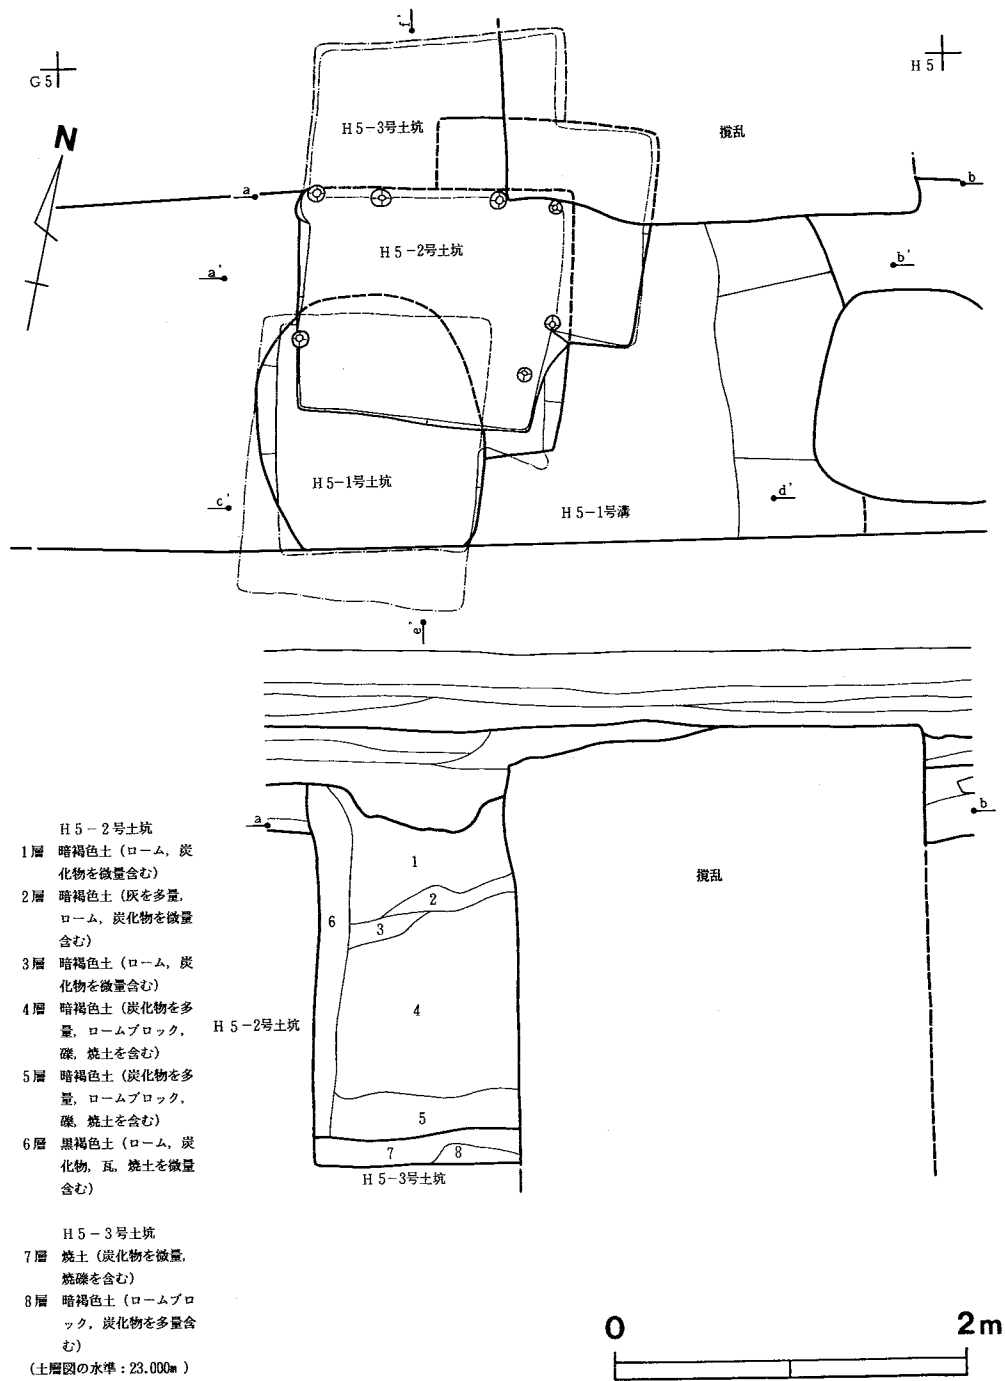 f'
G5
H5
N
H5-3号土坑
攪乱
a
b
H5-2号土坑
a'
b'
H5-1号土坑
c'
d'
H5-1号溝
e'
H5-2号土坑
1層 暗褐色土（ローム，炭
化物を微量含む）
2層 暗褐色土（灰を多量，
ローム，炭化物を微量
含む）
3層 暗褐色土（ローム，炭
化物を微量含む）
4層 暗褐色土（炭化物を多
量，ロームブロック，
礫，焼土を含む）
5層 暗褐色土（炭化物を多
量，ロームブロック，
礫，焼土を含む）
6層 黒褐色土（ローム，炭
化物，瓦，焼土を微量
含む）
H5-3号土坑
7層 焼土（炭化物を微量，
焼礫を含む）
8層 暗褐色土（ロームブロ
ック，炭化物を多量含
む）
（土層図の水準：23.000m）
a
b
1
2
3
4
5
6
7
8
攪乱
H5-2号土坑
H5-3号土坑
0
2m